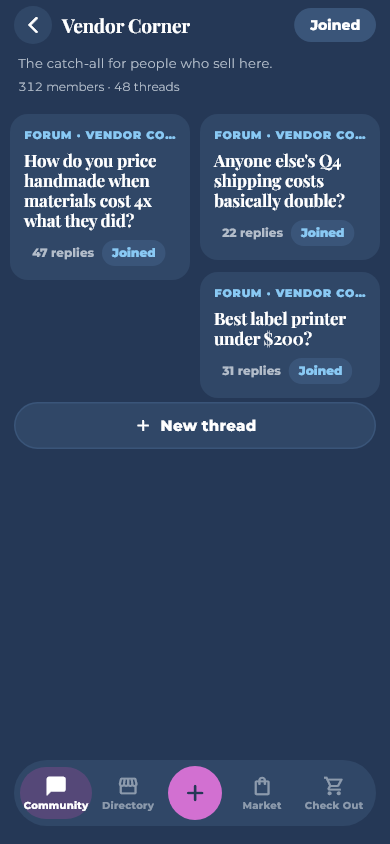 Vendor Corner
Joined
The catch-all for people who sell here.
312 members · 48 threads
FORUM · VENDOR CO...
How do you price
handmade when
materials cost 4x
what they did?
47 replies
Joined
FORUM · VENDOR CO...
Anyone else's Q4
shipping costs
basically double?
22 replies
Joined
FORUM · VENDOR CO...
Best label printer
under $200?
31 replies
Joined
+ New thread
Community
Directory
+
Market
Check Out